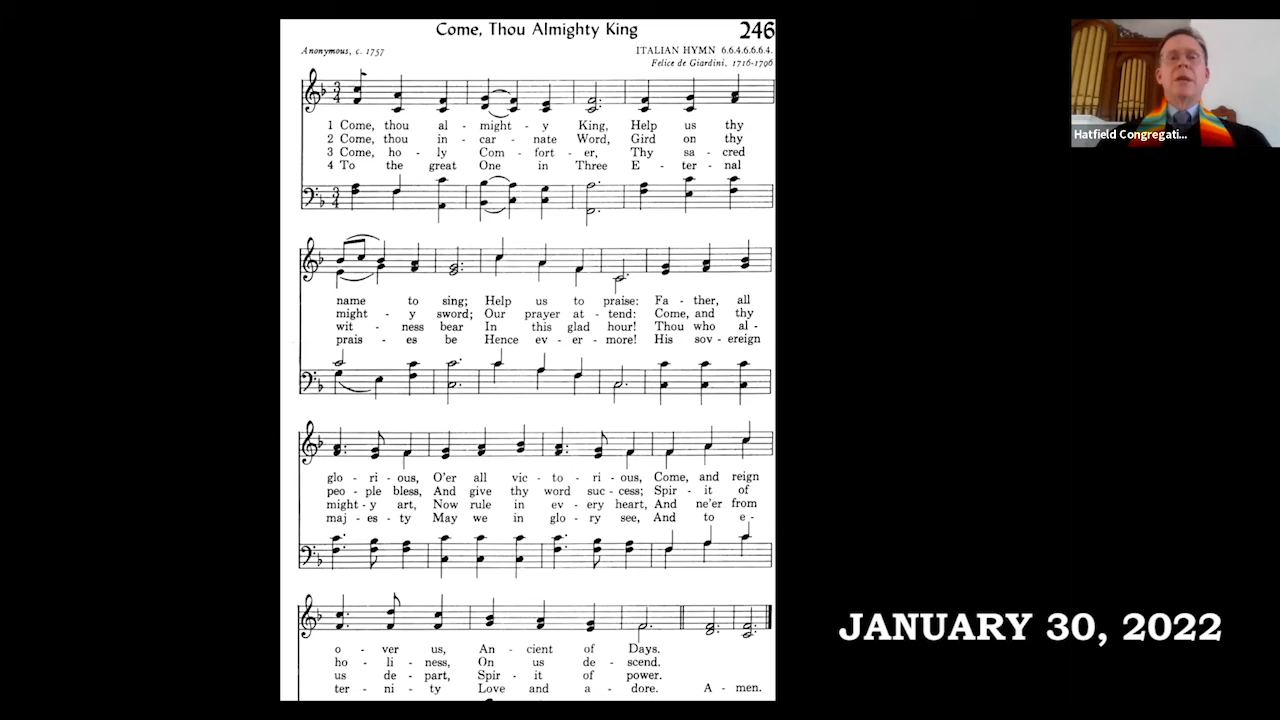 Come, Thou Almighty King
246
Anonymous, c. 1757
ITALIAN HYMN 6.6.4.6.6.6.4.
Felice de Giardini, 1716-1796
1 Come, thou al - might - y King, Help us thy
2 Come, thou in - car - nate Word, Gird on thy
3 Come, ho - ly Com - fort - er, Thy sa - cred
4 To the great One in Three E - ter - nal
name to sing; Help us to praise: Fa - ther, all
might - y sword; Our prayer at - tend: Come, and thy
wit - ness bear In this glad hour! Thou who al -
prais - es be Hence ev - er - more! His sov - ereign
glo - ri - ous, O'er all vic - to - ri - ous, Come, and reign
peo - ple bless, And give thy word suc - cess; Spir - it of
might - y art, Now rule in ev - ery heart, And ne'er from
maj - es - ty May we in glo - ry see, And to e -
o - ver us, An - cient of Days.
ho - li - ness, On us de - scend.
us de - part, Spir - it of power.
ter - ni - ty Love and a - dore. A - men.
Hatfield Congregati...
JANUARY 30, 2022